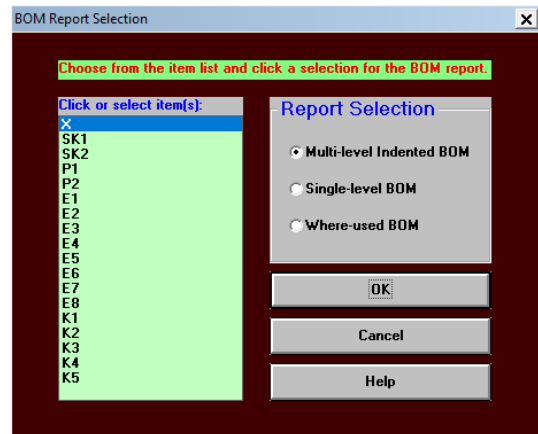 BOM Report Selection
Choose from the item list and click a selection for the BOM report.
Click or select item(s):
X
SK1
SK2
P1
P2
E1
E2
E3
E4
E5
E6
E7
E8
K1
K2
K3
K4
K5
Report Selection
Multi-level Indented BOM
Single-level BOM
Where-used BOM
OK
Cancel
Help